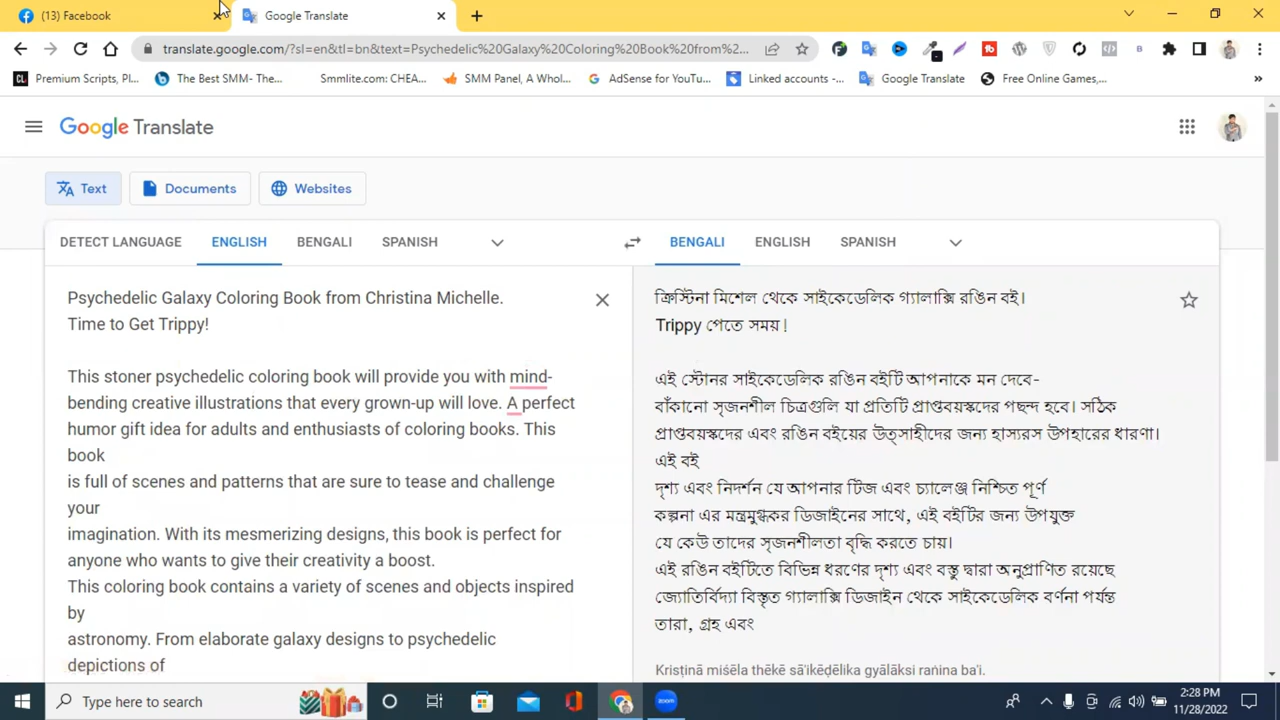 (13) Facebook
Google Translate
translate.google.com/?sl=en&tl=bn&text=Psychedelic%20Galaxy%20Coloring%20Book%20from%20...
Premium Scripts, Pl...
The Best SMM- The...
Smmlite.com: CHEA...
SMM Panel, A Whol...
AdSense for YouTu...
Linked accounts -...
Google Translate
Free Online Games,...
Google Translate
Text
Documents
Websites
DETECT LANGUAGE
ENGLISH
BENGALI
SPANISH
BENGALI
ENGLISH
SPANISH
Psychedelic Galaxy Coloring Book from Christina Michelle.
Time to Get Trippy!
This stoner psychedelic coloring book will provide you with mind-
bending creative illustrations that every grown-up will love. A perfect
humor gift idea for adults and enthusiasts of coloring books. This
book
is full of scenes and patterns that are sure to tease and challenge
your
imagination. With its mesmerizing designs, this book is perfect for
anyone who wants to give their creativity a boost.
This coloring book contains a variety of scenes and objects inspired
by
astronomy. From elaborate galaxy designs to psychedelic
depictions of
ক্রিস্টিনা মিশেল থেকে সাইকেডেলিক গ্যালাক্সি রঙিন বই।
Trippy পেতে সময়!
এই স্টোনর সাইকেডেলিক রঙিন বইটি আপনাকে মন দেবে-
বাঁকানো সৃজনশীল চিত্রগুলি যা প্রতিটি প্রাপ্তবয়স্কদের পছন্দ হবে। সঠিক
প্রাপ্তবয়স্কদের এবং রঙিন বইয়ের উত্সাহীদের জন্য হাস্যরস উপহারের ধারণা।
এই বই
দৃশ্য এবং নিদর্শন যে আপনার টিজ এবং চ্যালেঞ্জ নিশ্চিত পূর্ণ
কল্পনা এর মন্ত্রমুগ্ধকর ডিজাইনের সাথে, এই বইটির জন্য উপযুক্ত
যে কেউ তাদের সৃজনশীলতা বৃদ্ধি করতে চায়।
এই রঙিন বইটিতে বিভিন্ন ধরণের দৃশ্য এবং বস্তু দ্বারা অনুপ্রাণিত রয়েছে
জ্যোতির্বিদ্যা বিস্তৃত গ্যালাক্সি ডিজাইন থেকে সাইকেডেলিক বর্ণনা পর্যন্ত
তারা, গ্রহ এবং
Krisṭinā miśēla thēkē sā'ikēḍēlika gyālāksi raṅina ba'i.
Type here to search
2:28 PM
11/28/2022